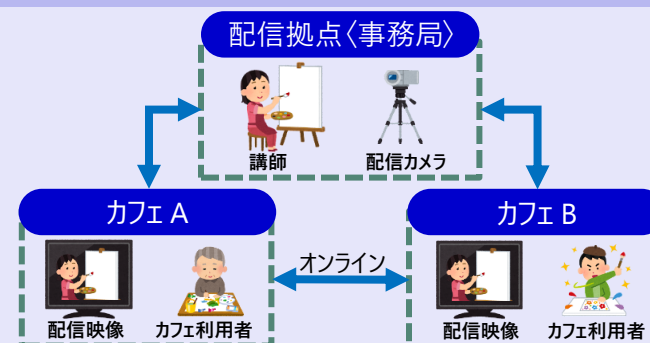 配信拠点〈事務局〉
講師
配信カメラ
カフェ A
カフェ B
オンライン
配信映像
カフェ利用者
配信映像
カフェ利用者